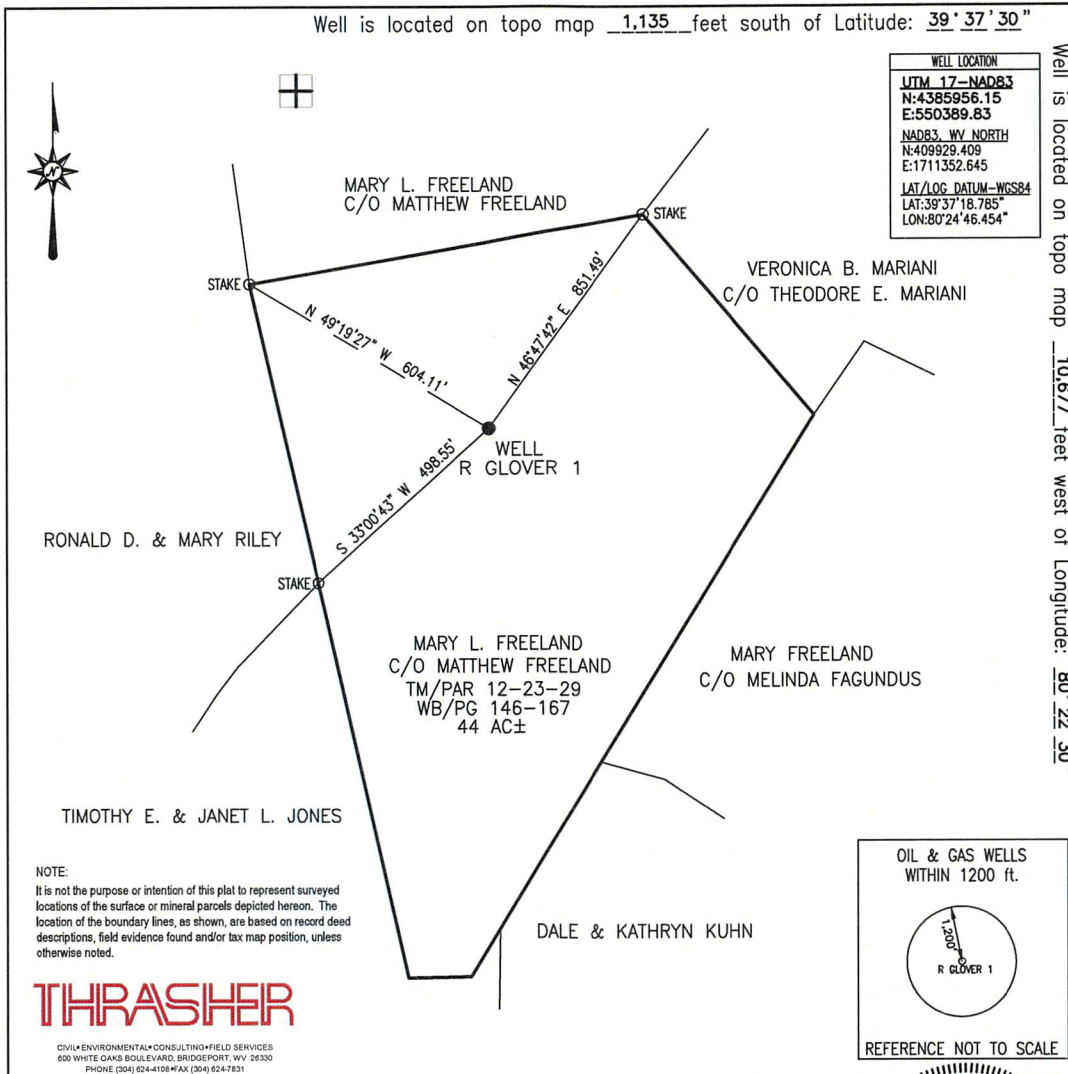 Well is located on topo map 1,135 feet south of Latitude: 39°37'30"
WELL LOCATION
UTM 17-NAD83
N:4385956.15
E:550389.83
NAD83, WV NORTH
N:409929.409
E:1711352.645
LAT/LOG DATUM-WGS84
LAT:39°37'18.785"
LON:80°24'46.454"
Well is located on topo map 10,677 feet west of Longitude: 80° 22' 30"
N
MARY L. FREELAND
C/O MATTHEW FREELAND
STAKE
VERONICA B. MARIANI
C/O THEODORE E. MARIANI
STAKE
N 49°19'27" W 604.11'
N 46°47'42" E 851.49'
WELL
R GLOVER 1
S 33°00'43" W 498.55'
RONALD D. & MARY RILEY
STAKE
MARY L. FREELAND
C/O MATTHEW FREELAND
TM/PAR 12-23-29
WB/PG 146-167
44 AC±
MARY FREELAND
C/O MELINDA FAGUNDUS
TIMOTHY E. & JANET L. JONES
DALE & KATHRYN KUHN
NOTE:
It is not the purpose or intention of this plat to represent surveyed
locations of the surface or mineral parcels depicted hereon. The
location of the boundary lines, as shown, are based on record deed
descriptions, field evidence found and/or tax map position, unless
otherwise noted.
THRASHER
CIVIL•ENVIRONMENTAL•CONSULTING•FIELD SERVICES
600 WHITE OAKS BOULEVARD, BRIDGEPORT, WV 26330
PHONE (304) 624-4108•FAX (304) 624-7831
OIL & GAS WELLS
WITHIN 1200 ft.
1,200'
R GLOVER 1
REFERENCE NOT TO SCALE